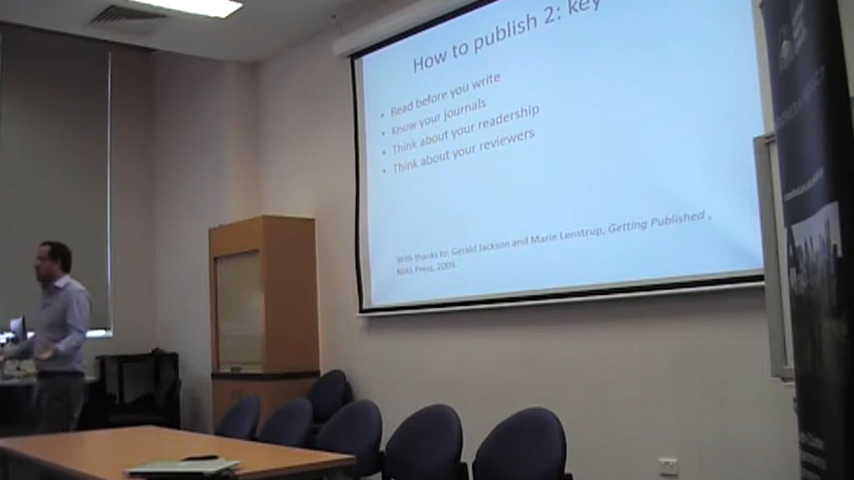 How to publish 2: key
• Read before you write
• Know your journals
• Think about your readership
• Think about your reviewers
With thanks to: Gerald Jackson and Marie Lenstrup, Getting Published ,
NIAS Press, 2009.